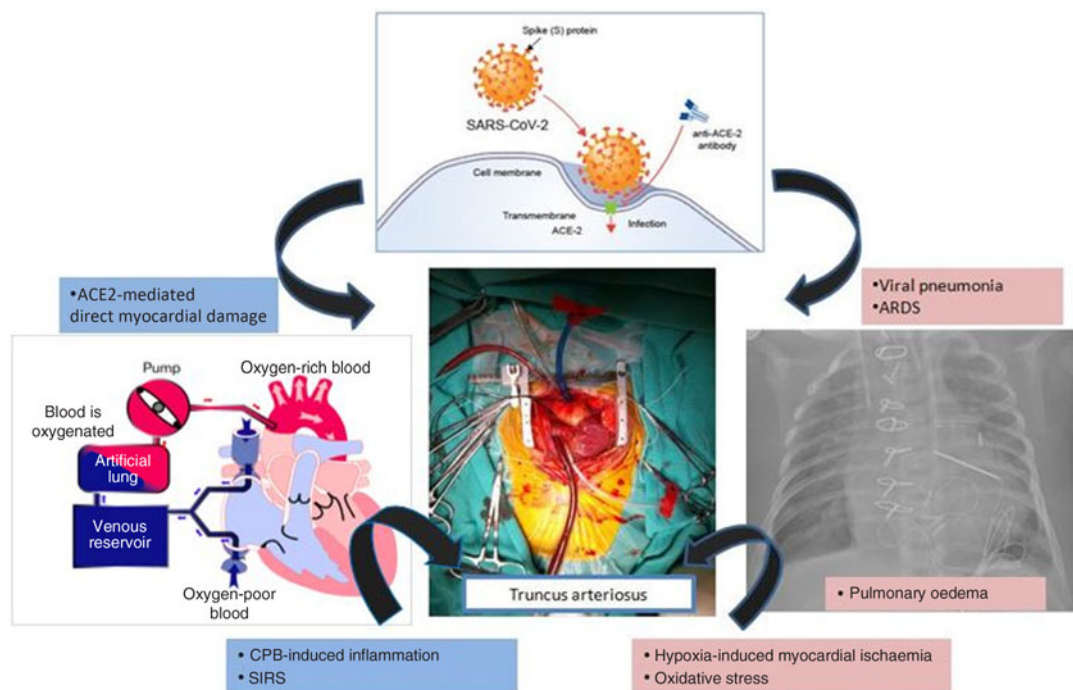 Spike (S) protein
SARS-CoV-2
anti-ACE-2
antibody
Cell membrane
Transmembrane
ACE-2
Infection
•ACE2-mediated
direct myocardial damage
•Viral pneumonia
•ARDS
Pump
Oxygen-rich blood
Blood is
oxygenated
Artificial
lung
Venous
reservoir
Oxygen-poor
blood
Truncus arteriosus
• Pulmonary oedema
• CPB-induced inflammation
• SIRS
• Hypoxia-induced myocardial ischaemia
• Oxidative stress